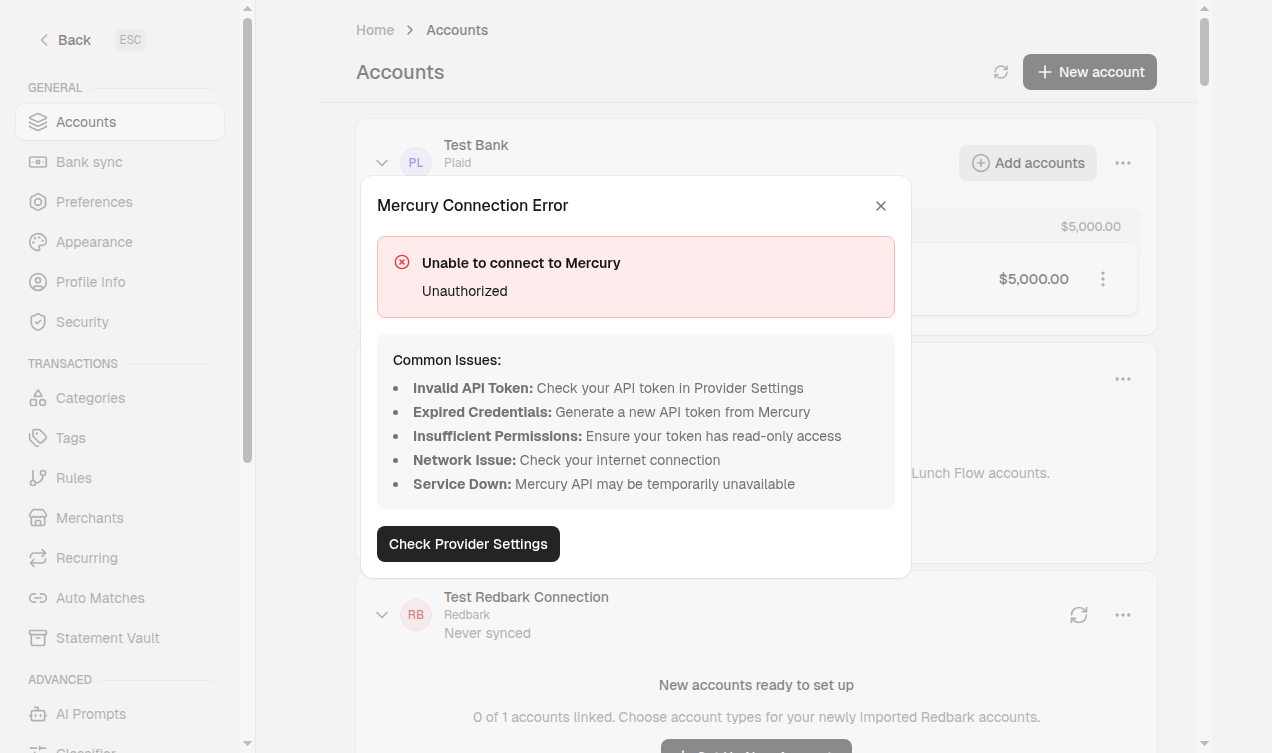 Back ESC
GENERAL
Accounts
Bank sync
Preferences
Appearance
Profile Info
Security
TRANSACTIONS
Categories
Tags
Rules
Merchants
Recurring
Auto Matches
Statement Vault
ADVANCED
AI Prompts
Home > Accounts
Accounts
New account
PL
Test Bank
Plaid
Add accounts
$5,000.00
$5,000.00
Mercury Connection Error
Unable to connect to Mercury
Unauthorized
Common Issues:
• Invalid API Token: Check your API token in Provider Settings
• Expired Credentials: Generate a new API token from Mercury
• Insufficient Permissions: Ensure your token has read-only access
• Network Issue: Check your internet connection
• Service Down: Mercury API may be temporarily unavailable
Check Provider Settings
Lunch Flow accounts.
RB
Test Redbark Connection
Redbark
Never synced
New accounts ready to set up
0 of 1 accounts linked. Choose account types for your newly imported Redbark accounts.